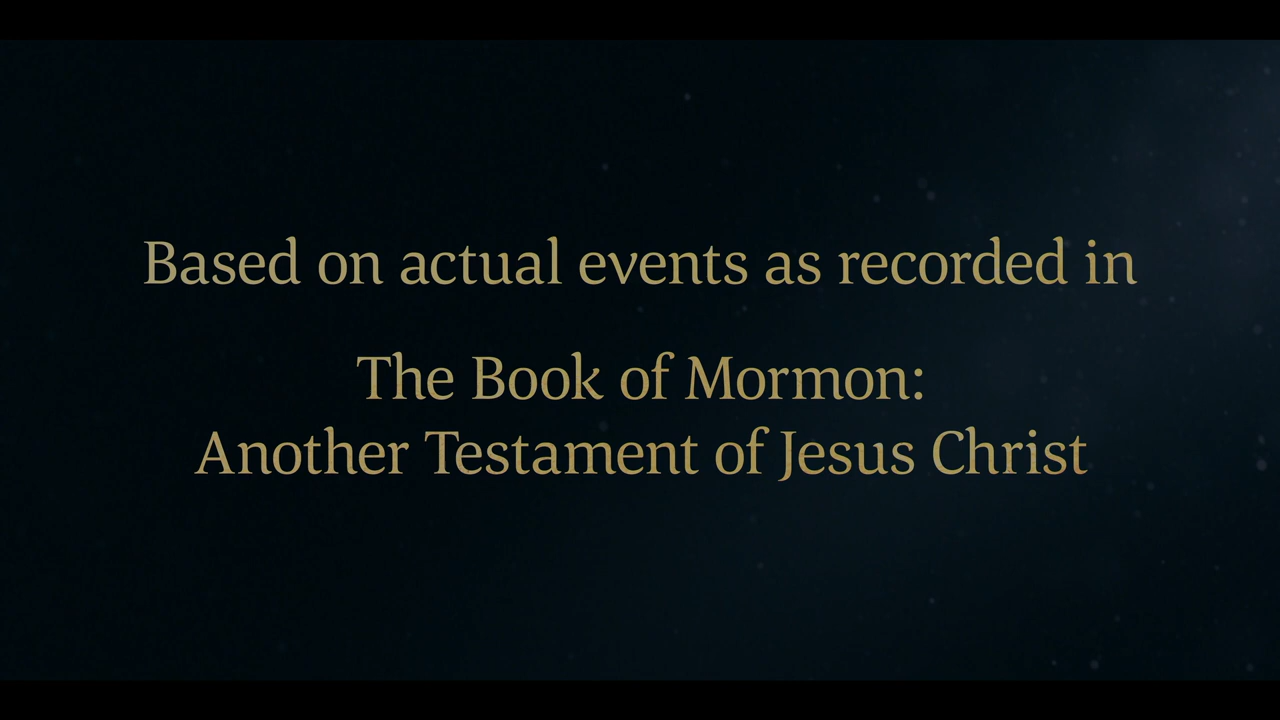 Based on actual events as recorded in
The Book of Mormon:
Another Testament of Jesus Christ